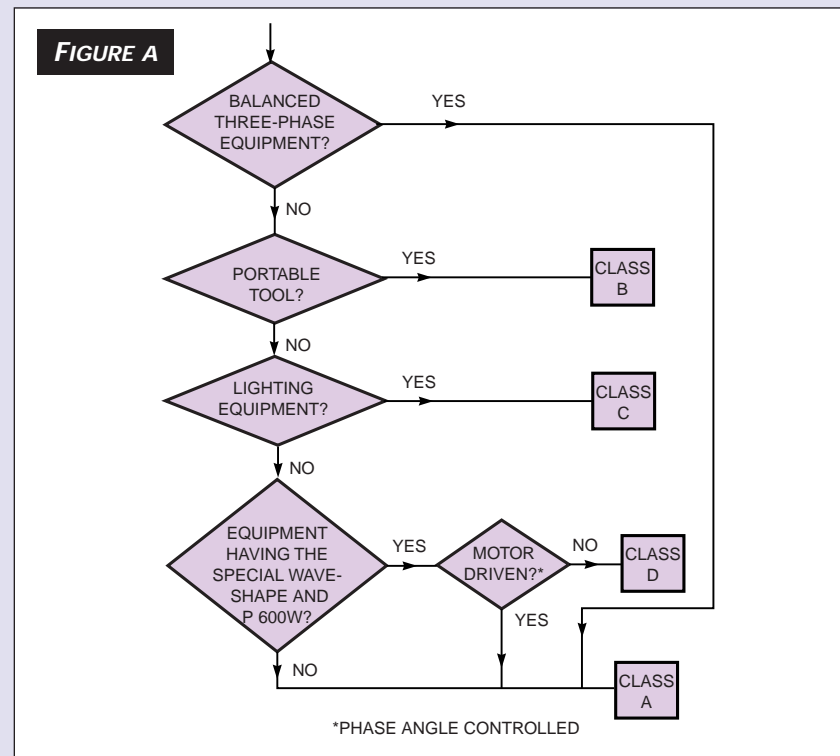 FIGURE A
BALANCED
THREE-PHASE
EQUIPMENT?
YES
NO
PORTABLE
TOOL?
YES
CLASS
B
NO
LIGHTING
EQUIPMENT?
YES
CLASS
C
NO
EQUIPMENT
HAVING THE
SPECIAL WAVE-
SHAPE AND
P 600W?
YES
MOTOR
DRIVEN?*
NO
CLASS
D
YES
NO
CLASS
A
*PHASE ANGLE CONTROLLED